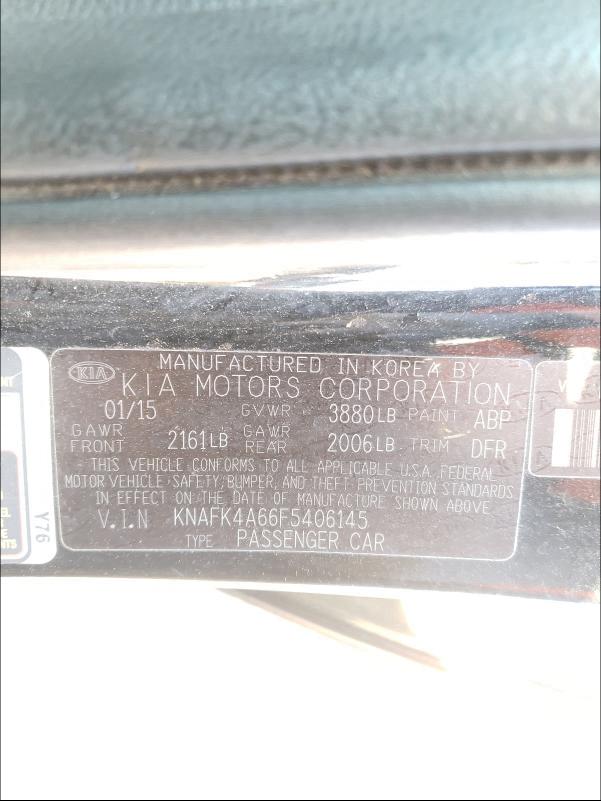 MANUFACTURED IN KOREA BY
KIA
KIA MOTORS CORPORATION
01/15 GVWR 3880LB PAINT ABP
GAWR FRONT 2161LB GAWR REAR 2006LB TRIM DFR
THIS VEHICLE CONFORMS TO ALL APPLICABLE U.S.A. FEDERAL
MOTOR VEHICLE SAFETY, BUMPER, AND THEFT PREVENTION STANDARDS
IN EFFECT ON THE DATE OF MANUFACTURE SHOWN ABOVE.
V.I.N KNAFK4A66F5406145
TYPE PASSENGER CAR
Y76